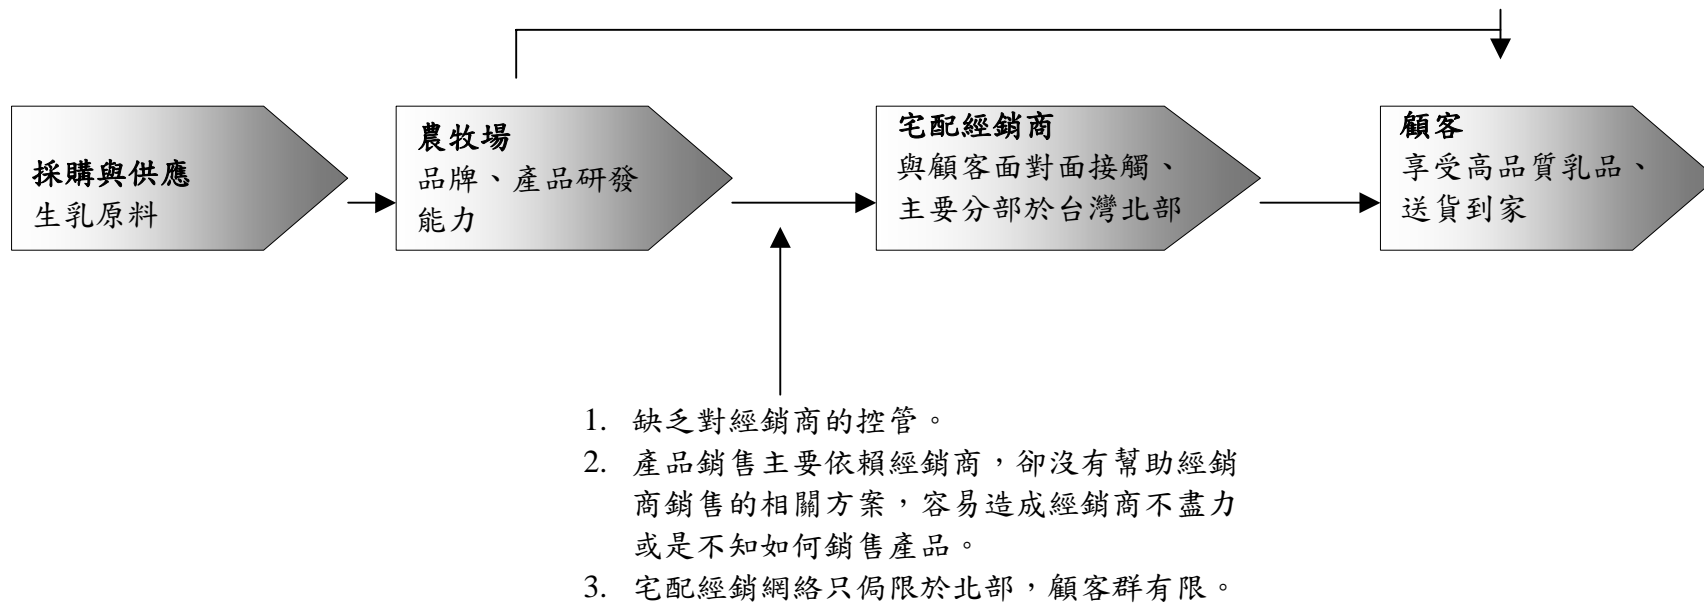 採購與供應
生乳原料
農牧場
品牌、產品研發
能力
宅配經銷商
與顧客面對面接觸、
主要分部於台灣北部
顧客
享受高品質乳品、
送貨到家
1. 缺乏對經銷商的控管。
2. 產品銷售主要依賴經銷商，卻沒有幫助經銷
商銷售的相關方案，容易造成經銷商不盡力
或是不知如何銷售產品。
3. 宅配經銷網絡只侷限於北部，顧客群有限。